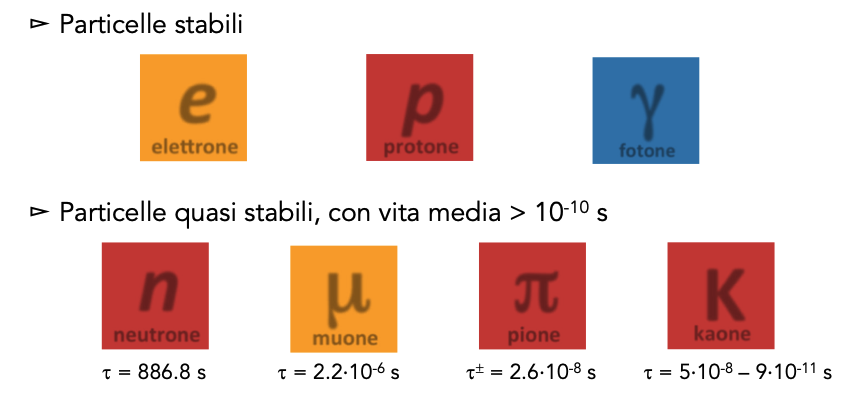 ▻ Particelle stabili
e p γ
elettrone protone fotone
▻ Particelle quasi stabili, con vita media > 10⁻¹⁰ s
n μ π K
neutrone muone pione kaone
τ = 886.8 s τ = 2.2·10⁻⁶ s τ± = 2.6·10⁻⁸ s τ = 5·10⁻⁸ – 9·10⁻¹¹ s